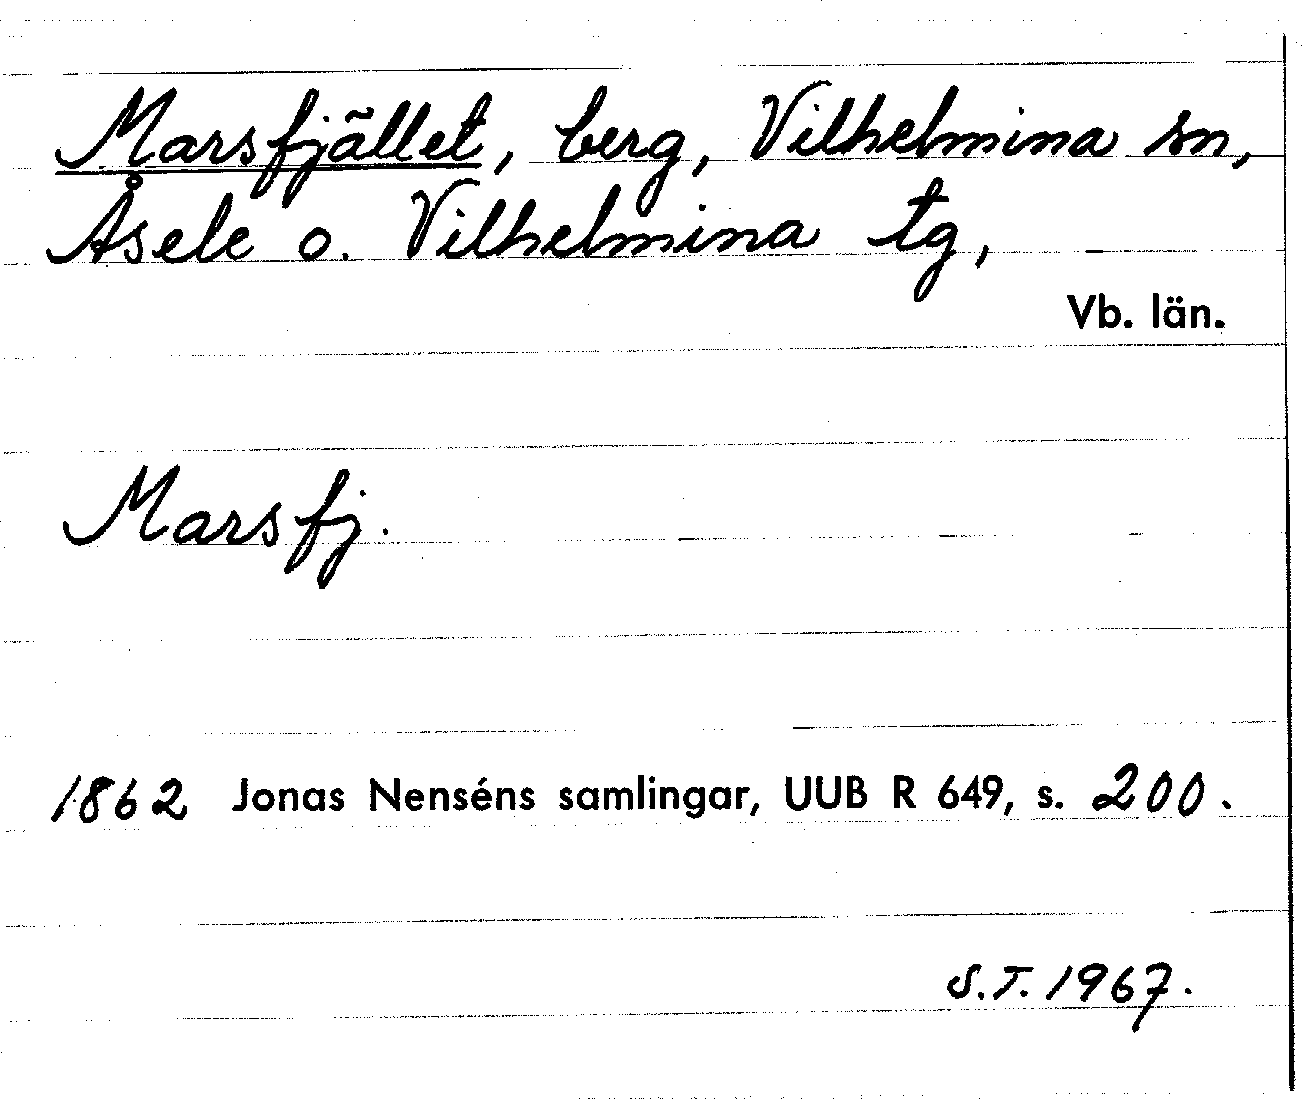 Marsfjället, berg, Vilhelmina sn,
Åsele o. Vilhelmina tg,
Vb. län.
Marsfj.
1862 Jonas Nenséns samlingar, UUB R 649, s. 200.
S.T. 1967.